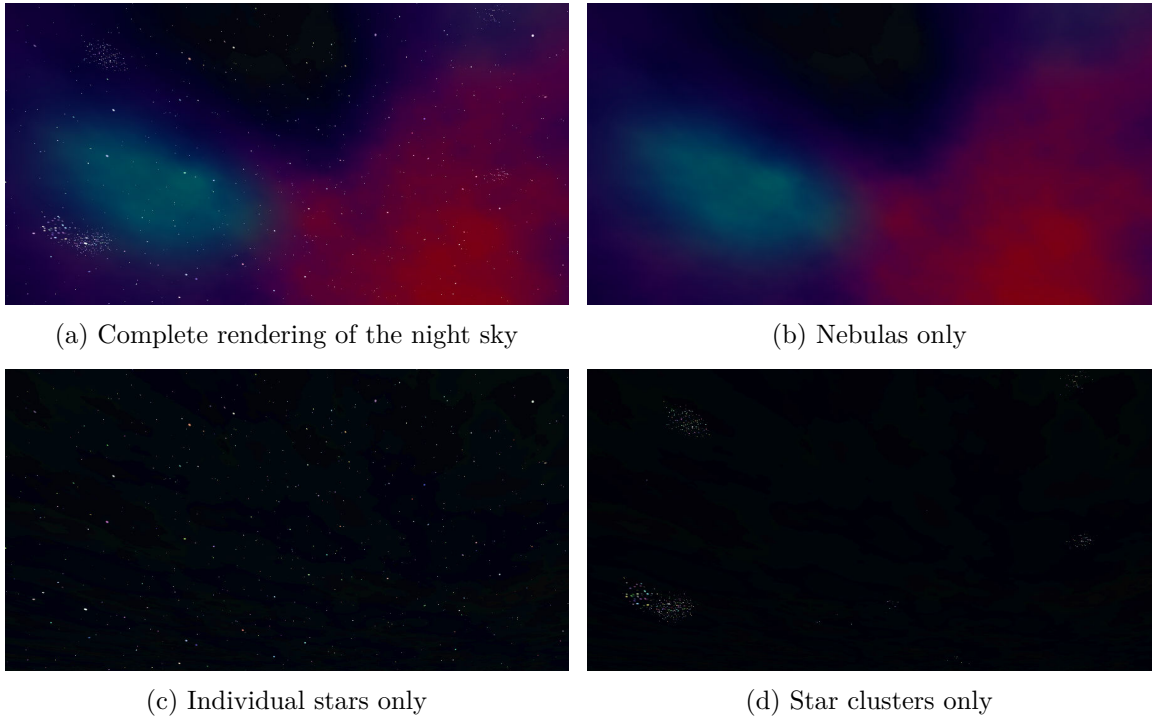 (a) Complete rendering of the night sky
(b) Nebulas only
(c) Individual stars only
(d) Star clusters only